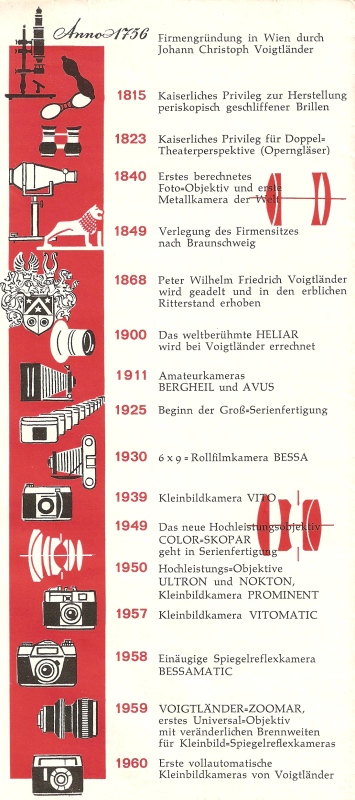 Anno 1756 Firmengründung in Wien durch
Johann Christoph Voigtländer
1815 Kaiserliches Privileg zur Herstellung
periskopisch geschliffener Brillen
1823 Kaiserliches Privileg für Doppel=
Theaterperspektive (Operngläser)
1840 Erstes berechnetes
Foto=Objektiv und erste
Metallkamera der Welt
1849 Verlegung des Firmensitzes
nach Braunschweig
1868 Peter Wilhelm Friedrich Voigtländer
wird geadelt und in den erblichen
Ritterstand erhoben
1900 Das weltberühmte HELIAR
wird bei Voigtländer errechnet
1911 Amateurkameras
BERGHEIL und AVUS
1925 Beginn der Groß=Serienfertigung
1930 6 x 9 = Rollfilmkamera BESSA
1939 Kleinbildkamera VITO
1949 Das neue Hochleistungsobjektiv
COLOR=SKOPAR
geht in Serienfertigung
1950 Hochleistungs=Objektive
ULTRON und NOKTON,
Kleinbildkamera PROMINENT
1957 Kleinbildkamera VITOMATIC
1958 Einäugige Spiegelreflexkamera
BESSAMATIC
1959 VOIGTLÄNDER=ZOOMAR,
erstes Universal=Objektiv
mit veränderlichen Brennweiten
für Kleinbild=Spiegelreflexkameras
1960 Erste vollautomatische
Kleinbildkameras von Voigtländer